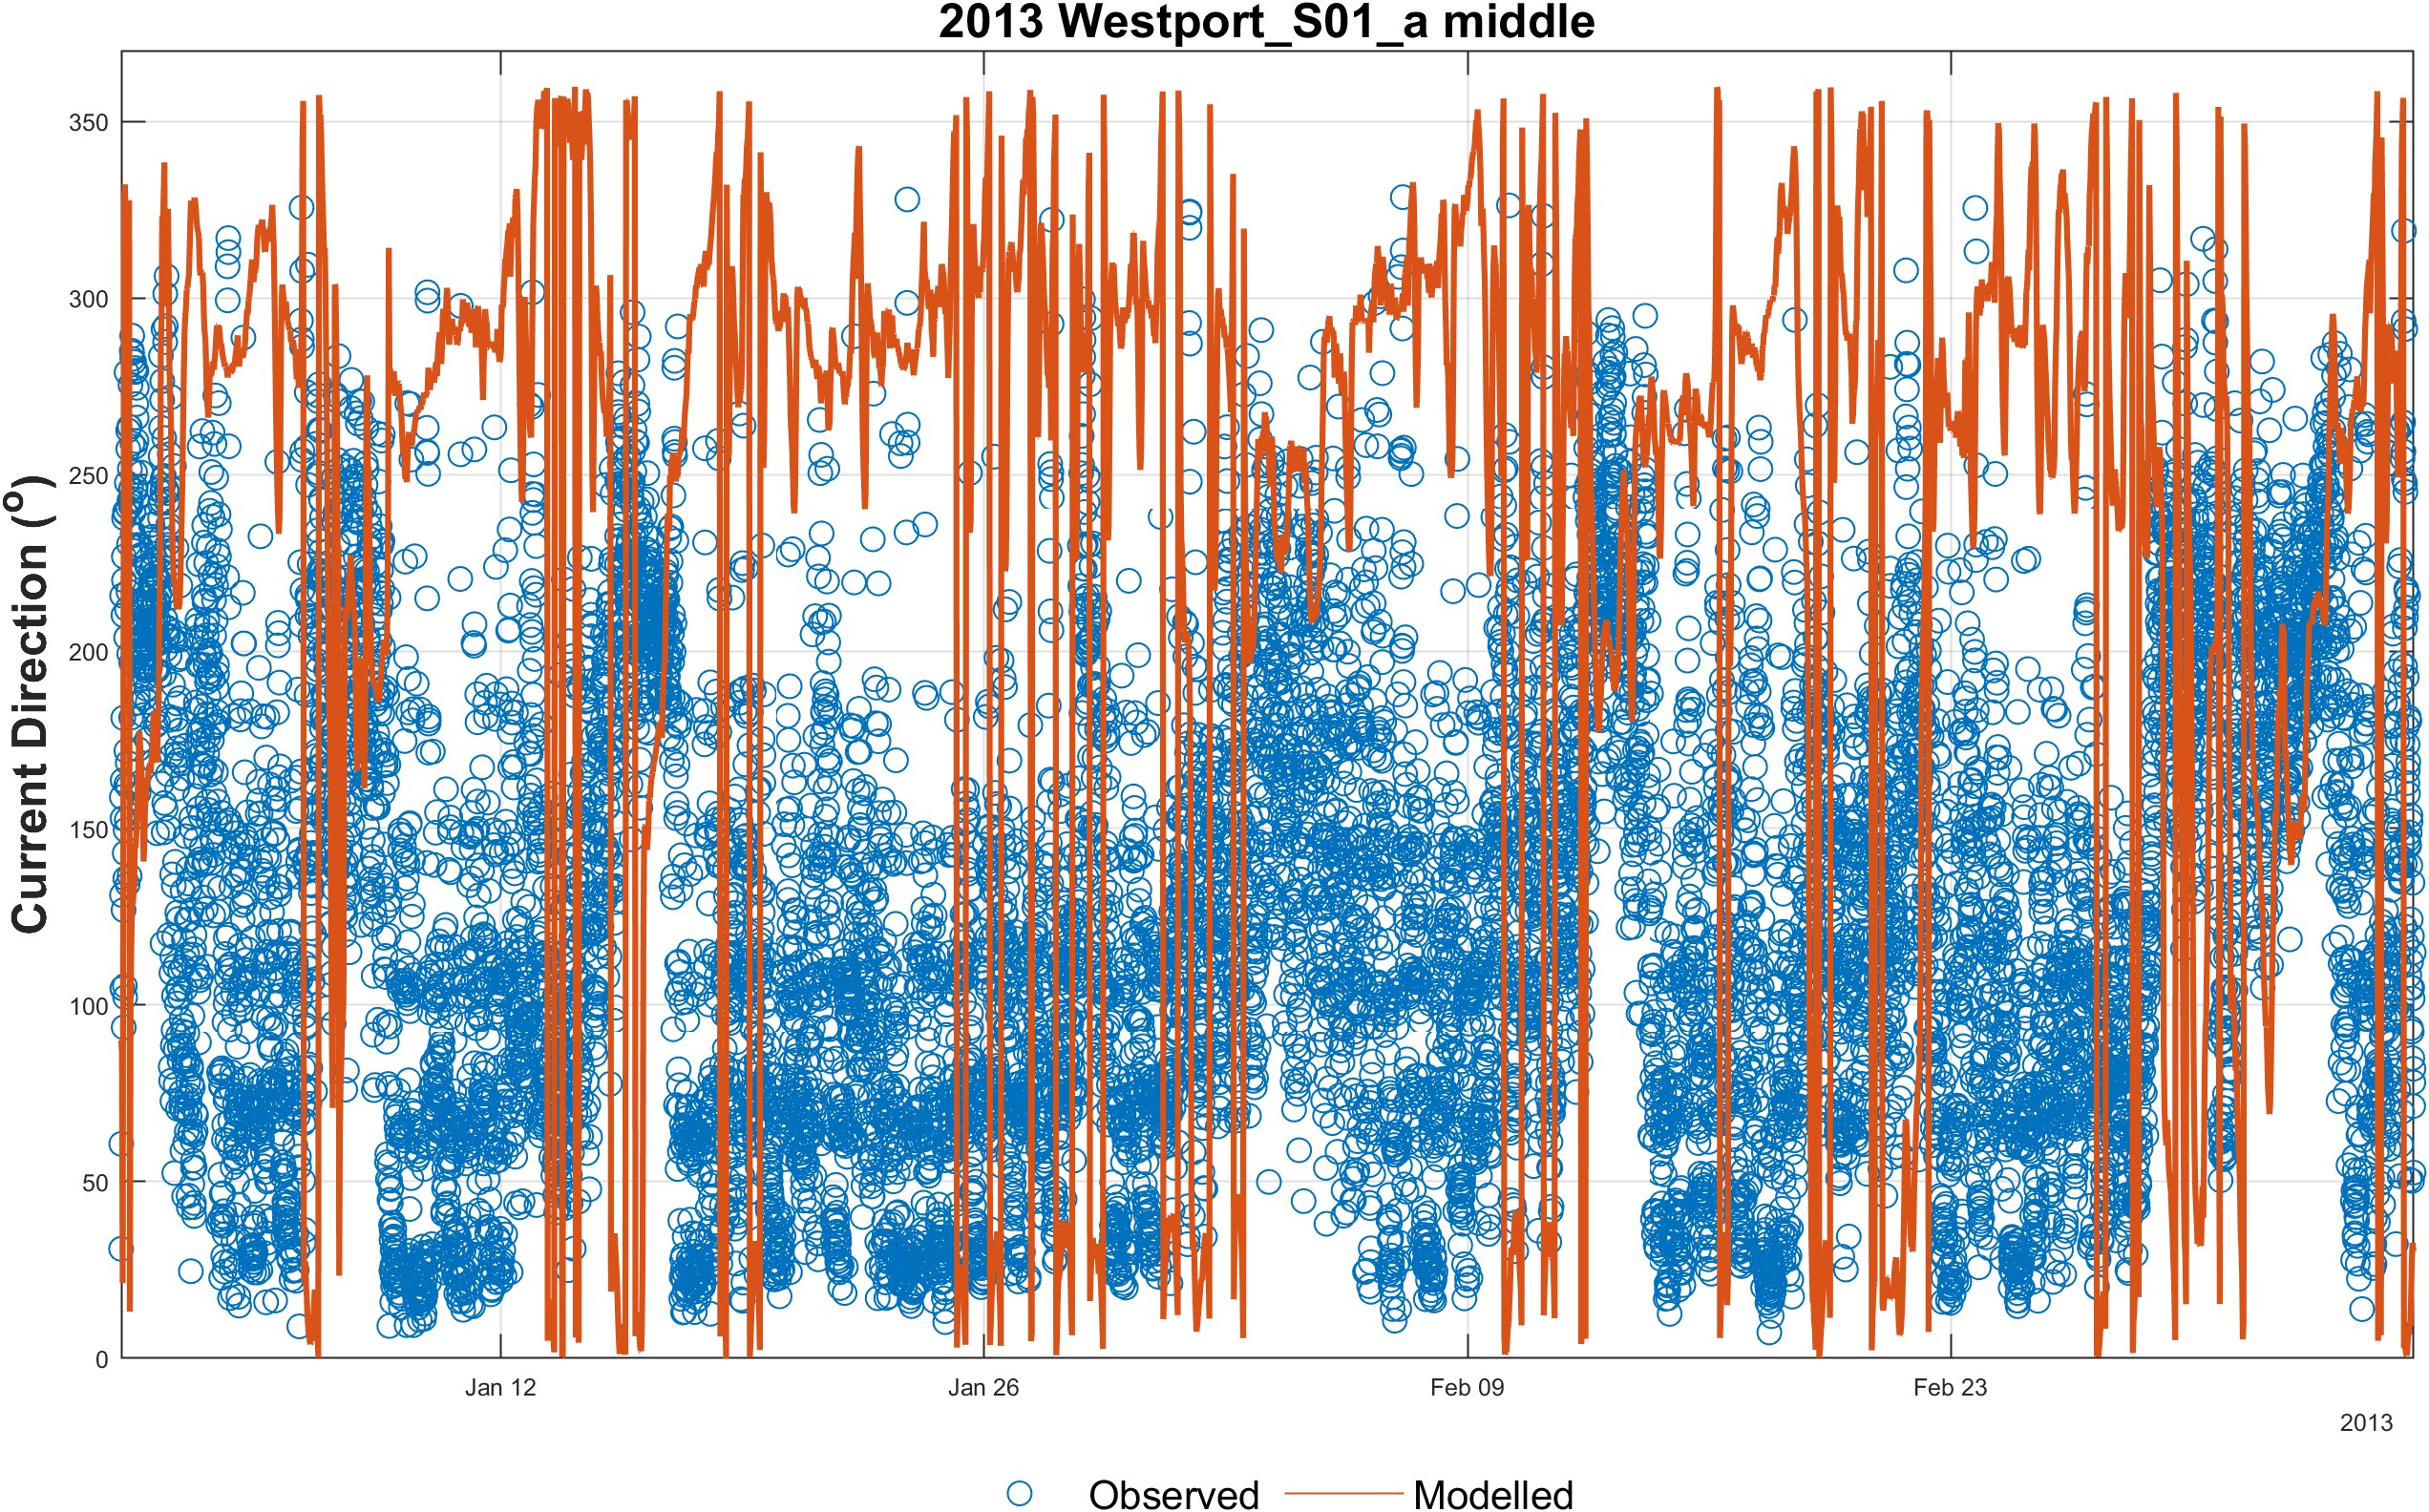 2013 Westport_S01_a middle
Current Direction (°)
350
300
250
200
150
100
50
0
Jan 12
Jan 26
Feb 09
Feb 23
2013
Observed
Modelled